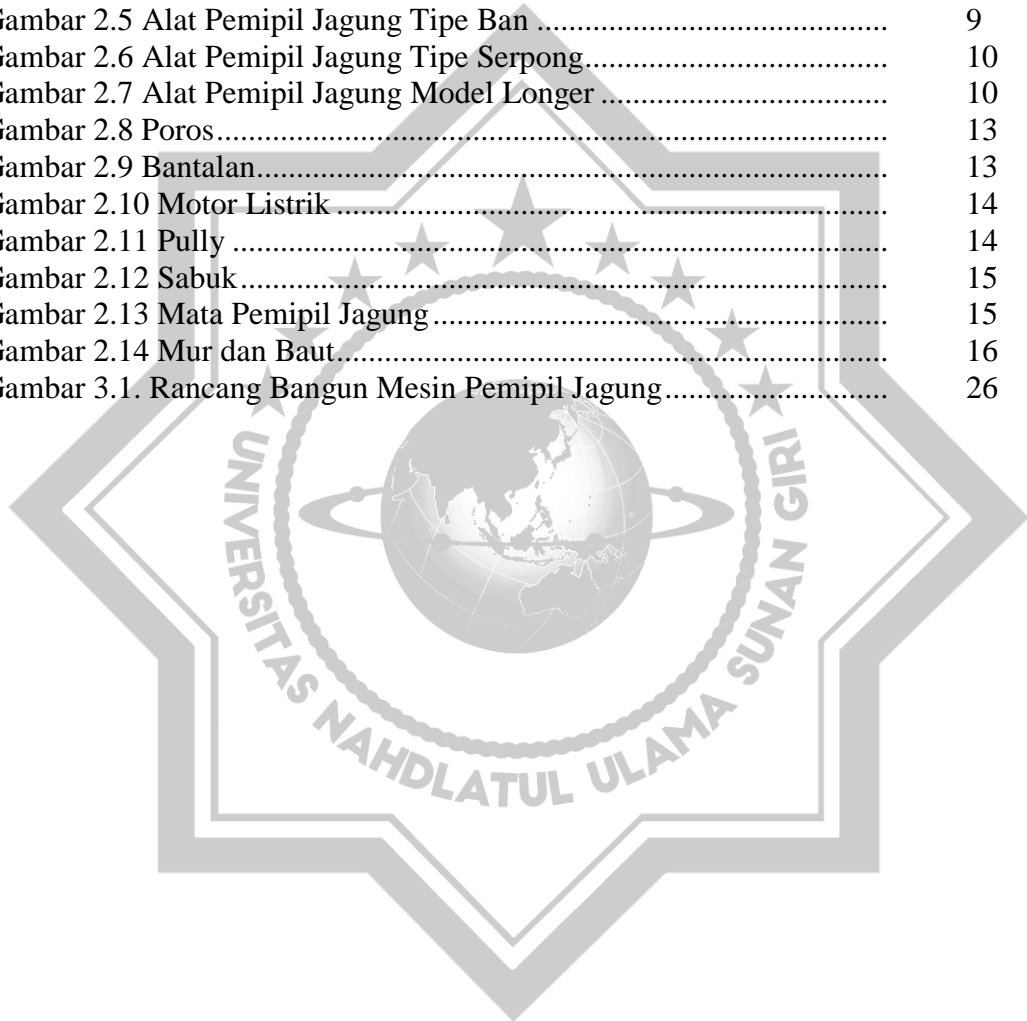 Gambar 2.5 Alat Pemipil Jagung Tipe Ban ................................................ 9
Gambar 2.6 Alat Pemipil Jagung Tipe Serpong......................................... 10
Gambar 2.7 Alat Pemipil Jagung Model Longer ....................................... 10
Gambar 2.8 Poros.......................................................................................... 13
Gambar 2.9 Bantalan..................................................................................... 13
Gambar 2.10 Motor Listrik ........................................................................... 14
Gambar 2.11 Pully ........................................................................................ 14
Gambar 2.12 Sabuk....................................................................................... 15
Gambar 2.13 Mata Pemipil Jagung.............................................................. 15
Gambar 2.14 Mur dan Baut........................................................................... 16
Gambar 3.1. Rancang Bangun Mesin Pemipil Jagung............................. 26
UNIVERSITAS NAHDLATUL ULAMA SUNAN GIRI